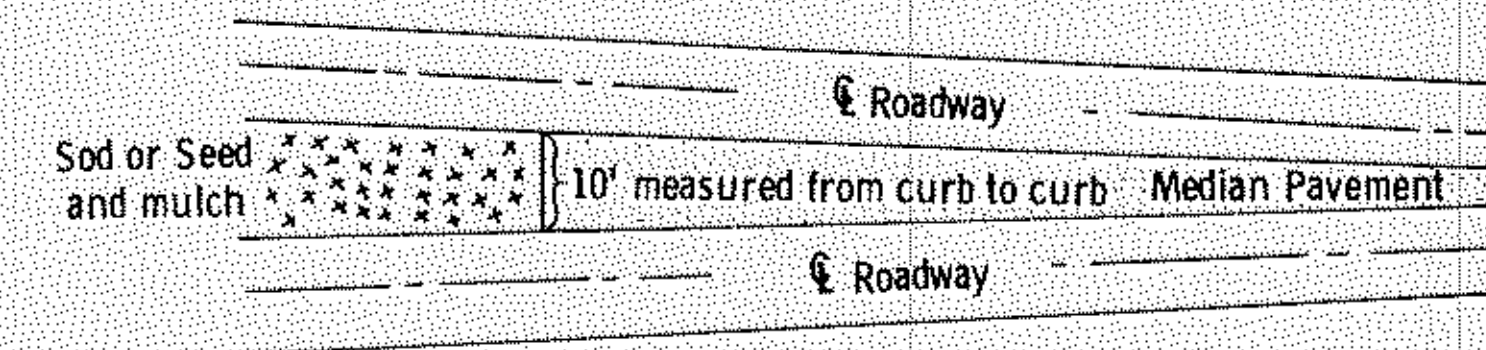 ℄ Roadway
Sod or Seed
and mulch
10' measured from curb to curb
Median Pavement
℄ Roadway